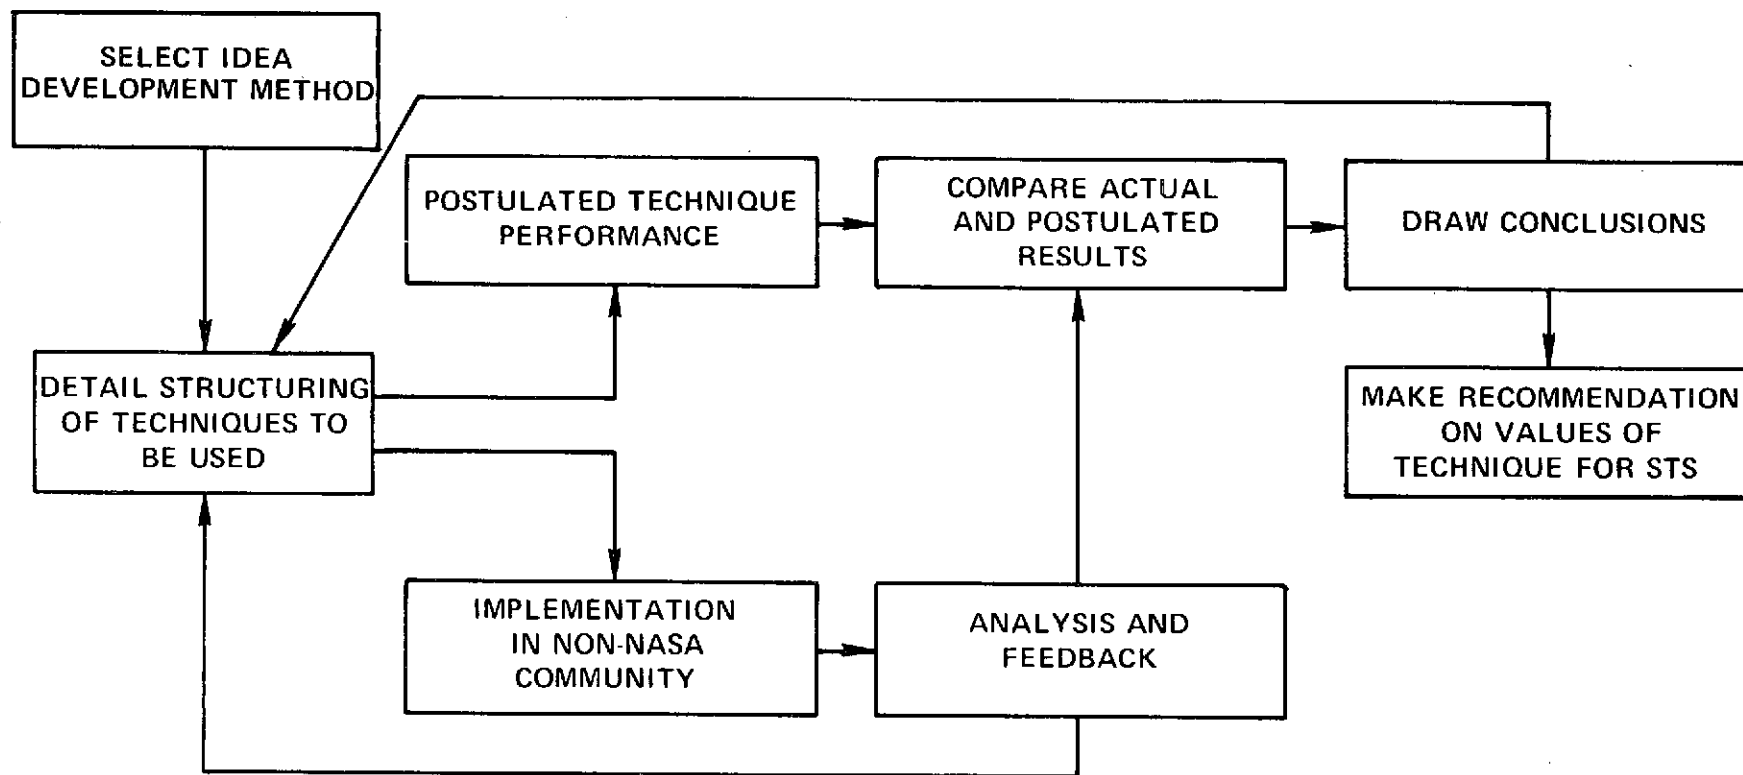 SELECT IDEA
DEVELOPMENT METHOD
POSTULATED TECHNIQUE
PERFORMANCE
COMPARE ACTUAL
AND POSTULATED
RESULTS
DRAW CONCLUSIONS
DETAIL STRUCTURING
OF TECHNIQUES TO
BE USED
MAKE RECOMMENDATION
ON VALUES OF
TECHNIQUE FOR STS
IMPLEMENTATION
IN NON-NASA
COMMUNITY
ANALYSIS AND
FEEDBACK